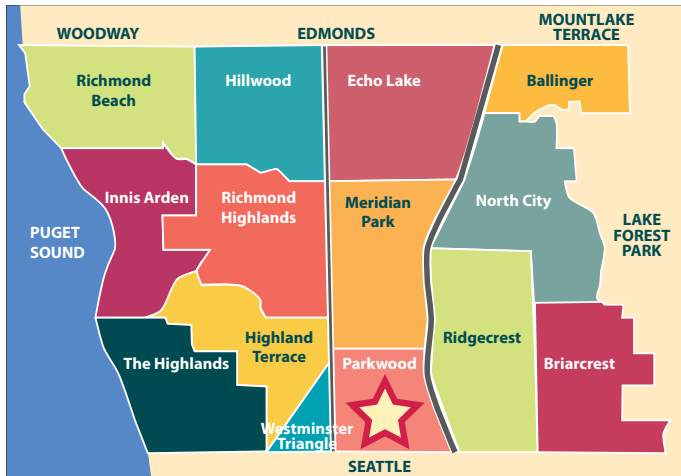 WOODWAY
EDMONDS
MOUNTLAKE
TERRACE
Richmond
Beach
Hillwood
Echo Lake
Ballinger
Innis Arden
Richmond
Highlands
Meridian
Park
North City
PUGET
SOUND
LAKE
FOREST
PARK
Highland
Terrace
Ridgecrest
The Highlands
Parkwood
Briarcrest
Westminster
Triangle
SEATTLE